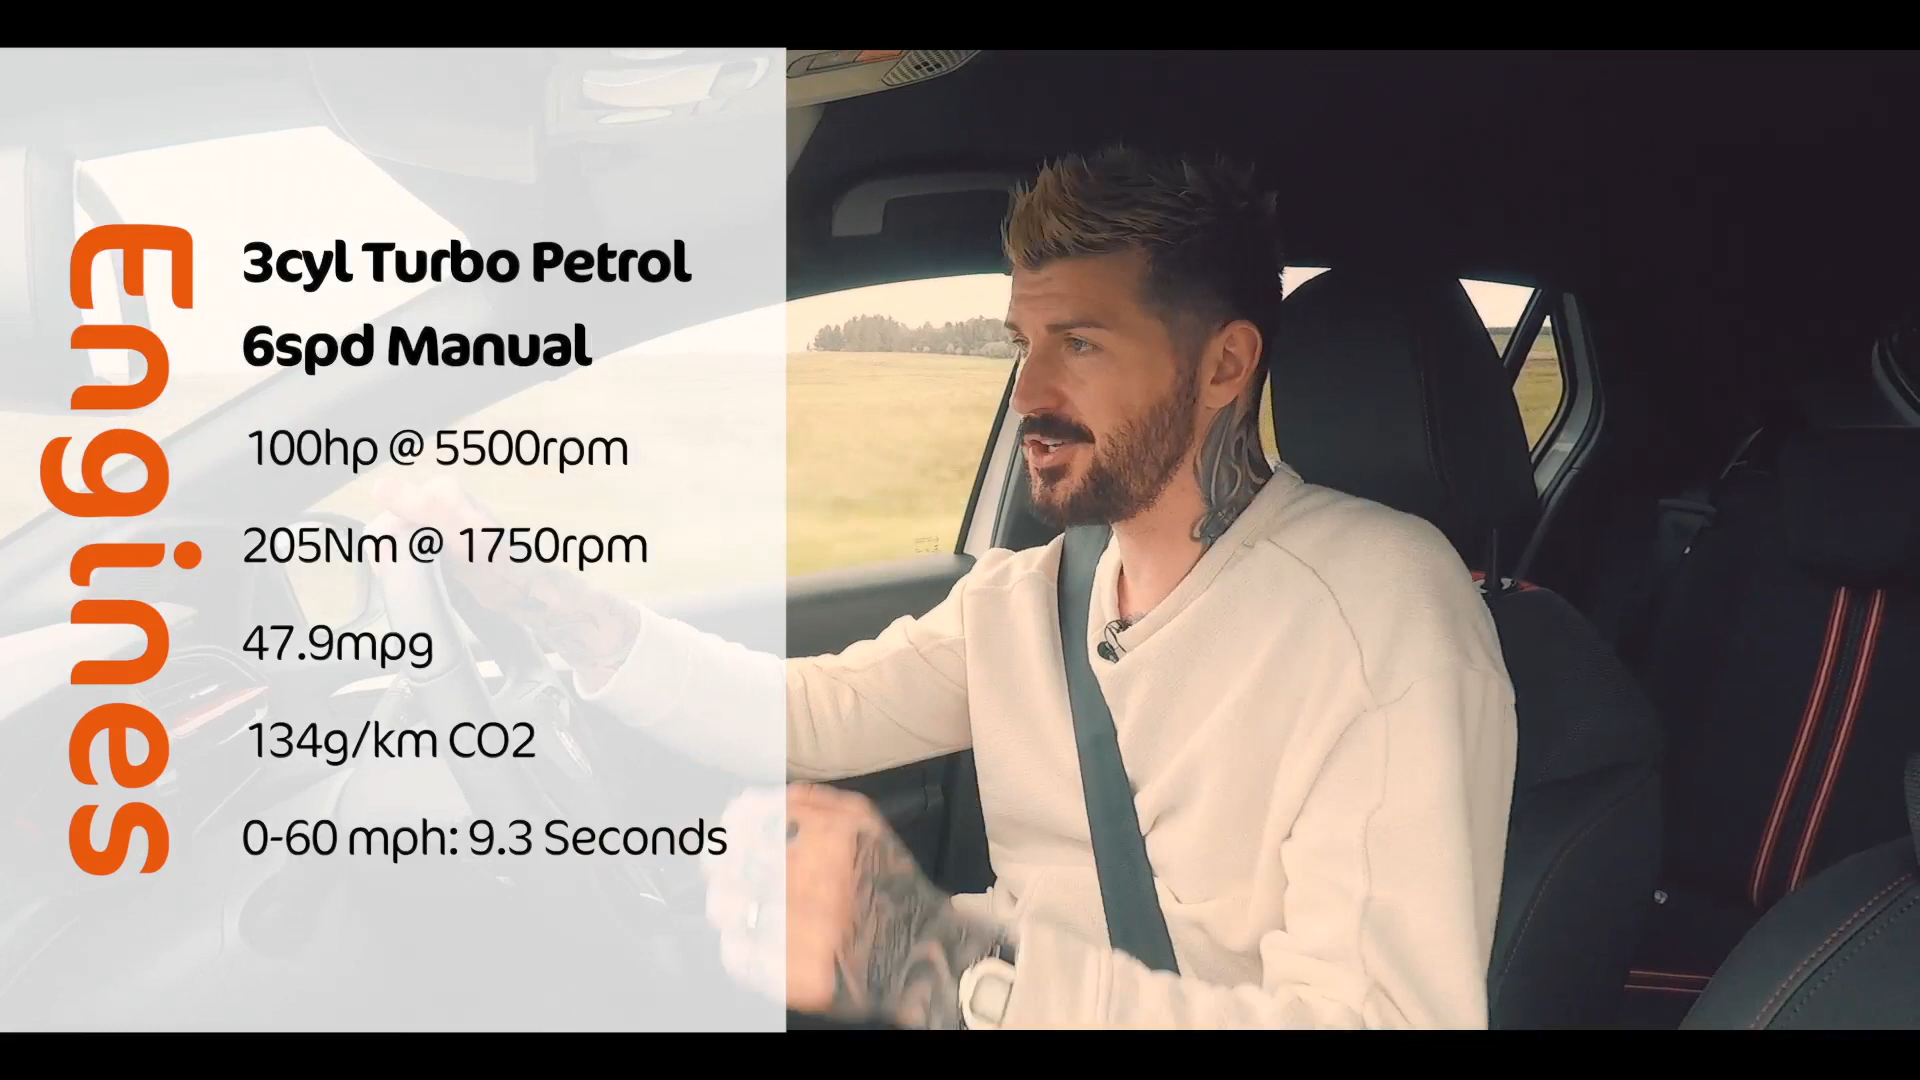 Engines
3cyl Turbo Petrol
6spd Manual
100hp @ 5500rpm
205Nm @ 1750rpm
47.9mpg
134g/km CO2
0-60 mph: 9.3 Seconds